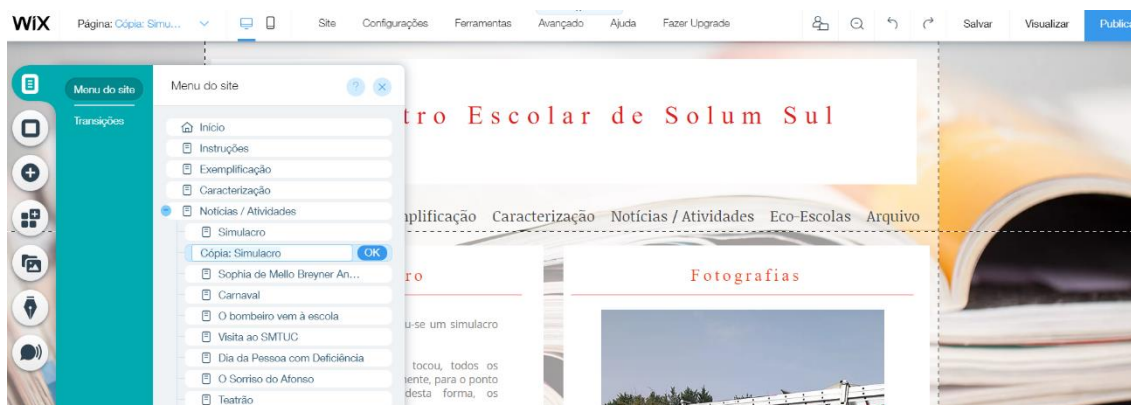 WiX Página: Cópia: Simu... Site Configurações Ferramentas Avançado Ajuda Fazer Upgrade Salvar Visualizar Publica
Menu do site
Transições
Menu do site ? ×
Início
Instruções
Exemplificação
Caracterização
Notícias / Atividades
Simulacro
Cópia: Simulacro OK
Sophia de Mello Breyner An...
Carnaval
O bombeiro vem à escola
Visita ao SMTUC
Dia da Pessoa com Deficiência
O Sorriso do Afonso
Teatrão
tro Escolar de Solum Sul
mplificação Caracterização Notícias / Atividades Eco-Escolas Arquivo
ro
u-se um simulacro
tocou, todos os
ente, para o ponto
desta forma, os
Fotografias